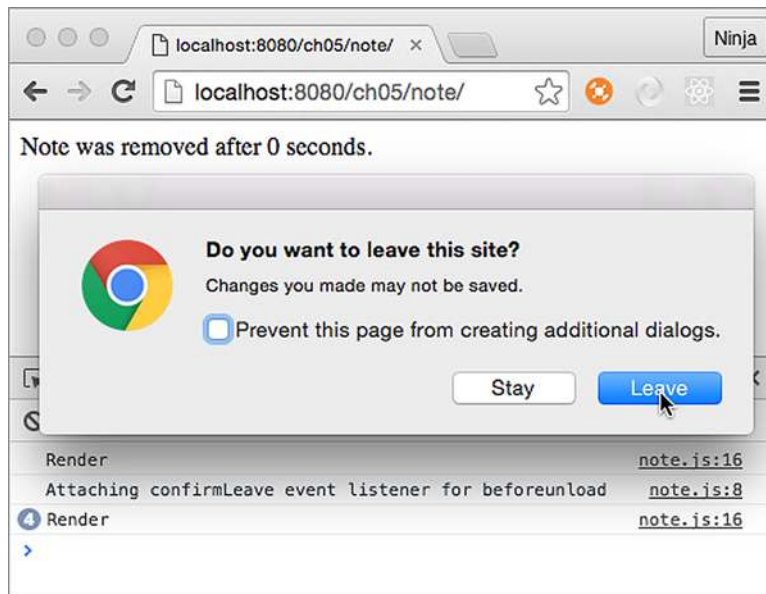 localhost:8080/ch05/note/ ×
Ninja
localhost:8080/ch05/note/
Note was removed after 0 seconds.
Do you want to leave this site?
Changes you made may not be saved.
Prevent this page from creating additional dialogs.
Stay
Leave
Render note.js:16
Attaching confirmLeave event listener for beforeunload note.js:8
4 Render note.js:16
>